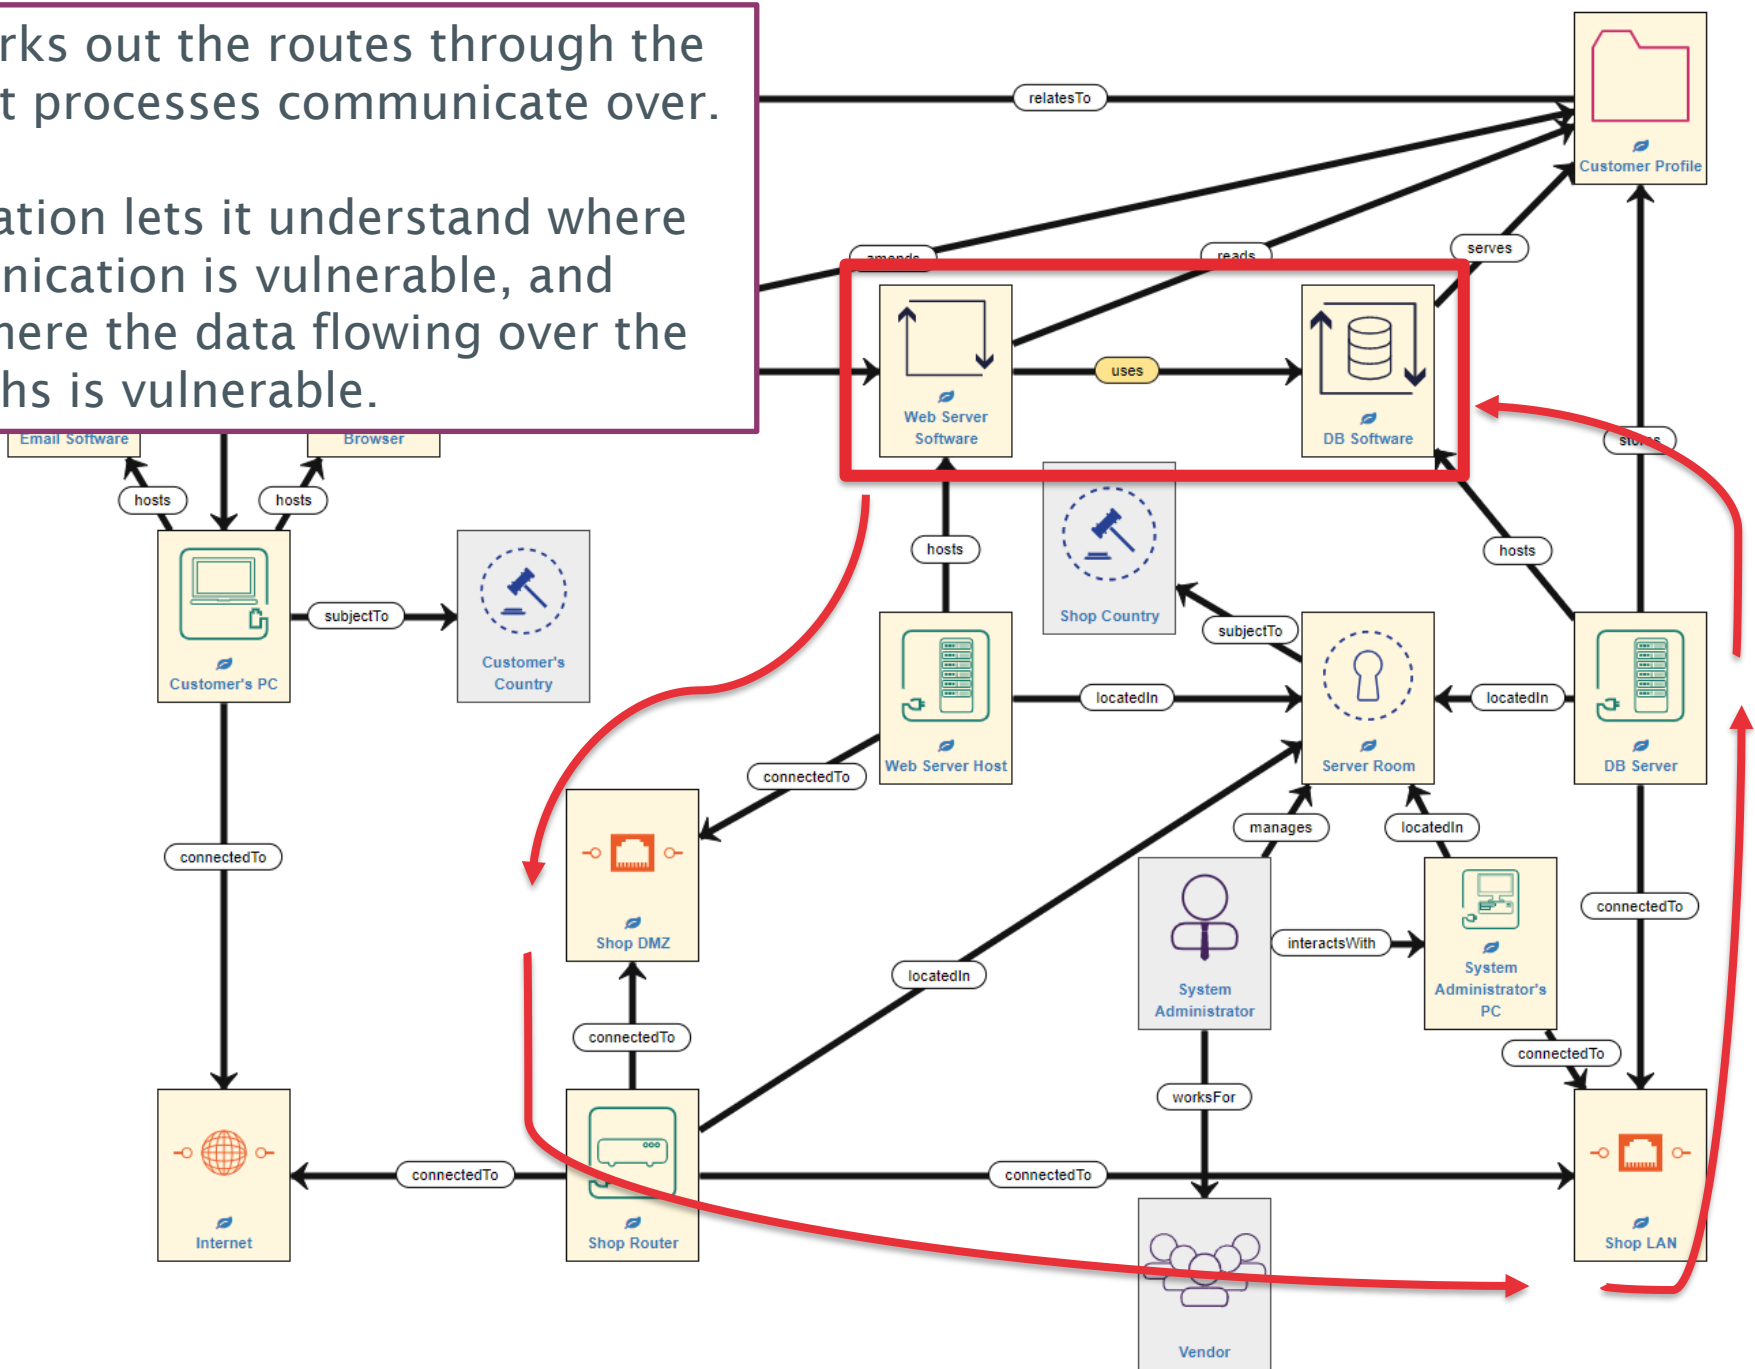 rks out the routes through the
t processes communicate over.
ation lets it understand where
nication is vulnerable, and
here the data flowing over the
hs is vulnerable.
relatesTo
Customer Profile
amends
reads
serves
uses
Web Server
Software
DB Software
stores
Email Software
Browser
hosts
hosts
hosts
hosts
subjectTo
Shop Country
subjectTo
Customer's PC
Customer's
Country
locatedIn
locatedIn
Web Server Host
Server Room
DB Server
connectedTo
manages
locatedIn
connectedTo
connectedTo
Shop DMZ
interactsWith
locatedIn
System
Administrator
System
Administrator's
PC
connectedTo
connectedTo
worksFor
connectedTo
connectedTo
Internet
Shop Router
Shop LAN
Vendor